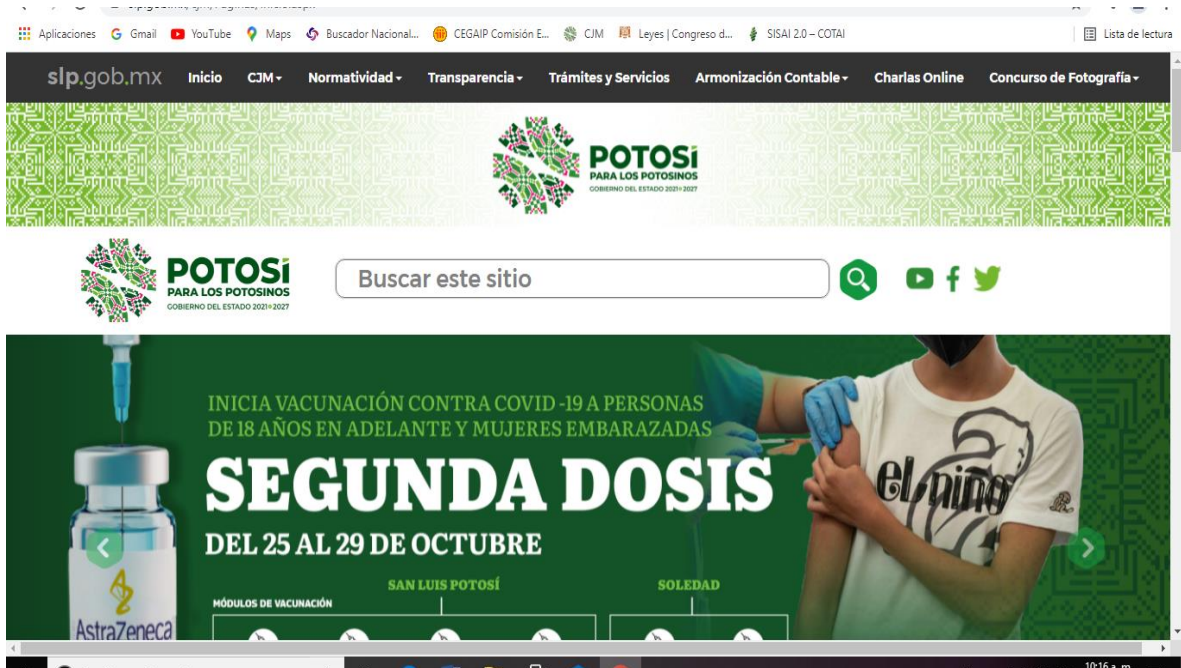 Aplicaciones Gmail YouTube Maps Buscador Nacional... CEGAIP Comisión E... CJM Leyes | Congreso d... SISAI 2.0 – COTAI Lista de lectura
slp.gob.mx Inicio CJM Normatividad Transparencia Trámites y Servicios Armonización Contable Charlas Online Concurso de Fotografía
POTOSÍ
PARA LOS POTOSINOS
GOBIERNO DEL ESTADO 2021-2027
POTOSÍ
PARA LOS POTOSINOS
GOBIERNO DEL ESTADO 2021-2027
Buscar este sitio
INICIA VACUNACIÓN CONTRA COVID -19 A PERSONAS
DE 18 AÑOS EN ADELANTE Y MUJERES EMBARAZADAS
SEGUNDA DOSIS
DEL 25 AL 29 DE OCTUBRE
SAN LUIS POTOSÍ SOLEDAD
MÓDULOS DE VACUNACIÓN
AstraZeneca
el niño
10:16 a. m.